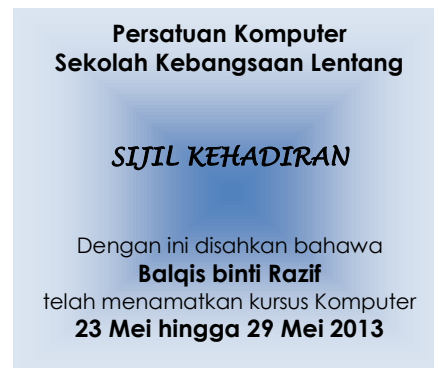 Persatuan Komputer
Sekolah Kebangsaan Lentang
SIJIL KEHADIRAN
Dengan ini disahkan bahawa
Balqis binti Razif
telah menamatkan kursus Komputer
23 Mei hingga 29 Mei 2013